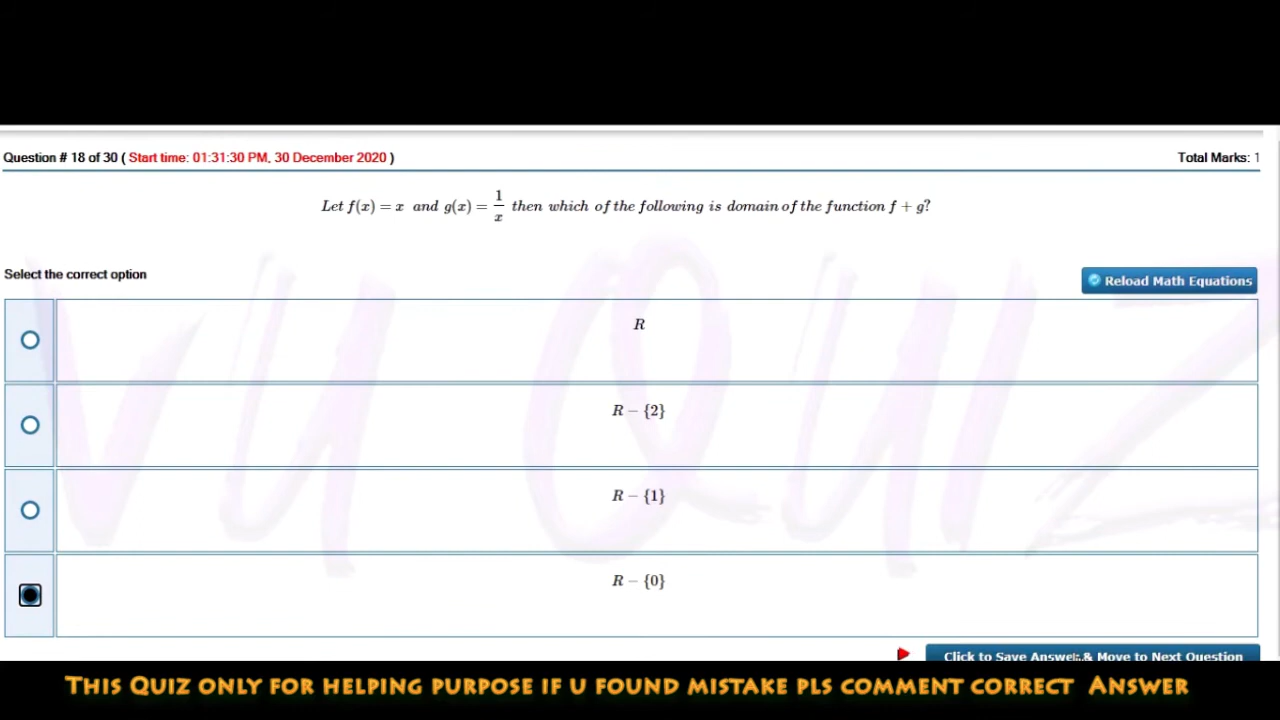 Question # 18 of 30 ( Start time: 01:31:30 PM, 30 December 2020 )
Total Marks: 1
Let f(x) = x and g(x) = 1/x then which of the following is domain of the function f + g?
Select the correct option
Reload Math Equations
R
R − {2}
R − {1}
R − {0}
Click to Save Answer & Move to Next Question
This Quiz only for helping purpose if u found mistake pls comment correct Answer
VU QUIZ